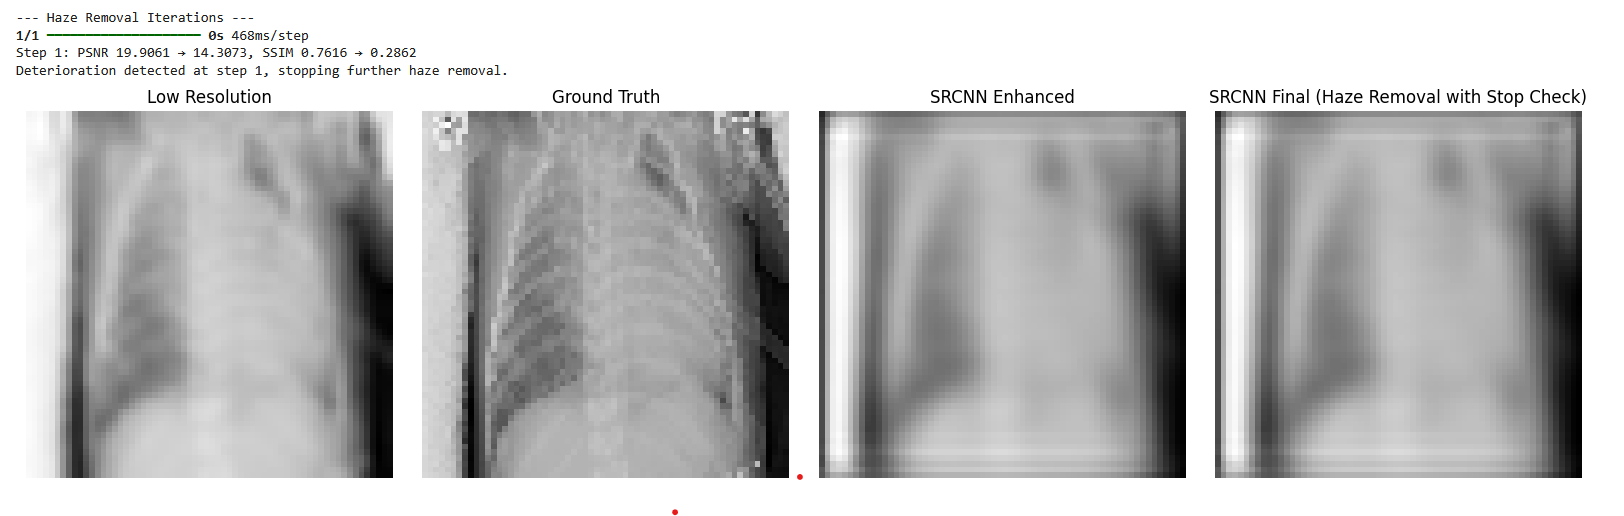 --- Haze Removal Iterations ---
1/1 ━━━━━━━━━━━━━━━━━━━━ 0s 468ms/step
Step 1: PSNR 19.9061 → 14.3073, SSIM 0.7616 → 0.2862
Deterioration detected at step 1, stopping further haze removal.
Low Resolution
Ground Truth
SRCNN Enhanced
SRCNN Final (Haze Removal with Stop Check)